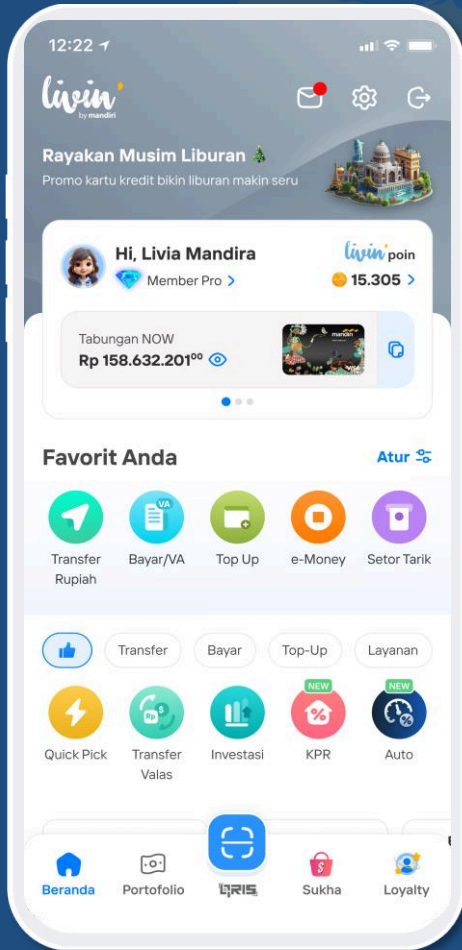 12:22
livin'
by mandiri
Rayakan Musim Liburan
Promo kartu kredit bikin liburan makin seru
Hi, Livia Mandira
Member Pro >
livin' poin
15.305 >
Tabungan NOW
Rp 158.632.201⁰⁰
mandiri
VISA
Favorit Anda
Atur
VA
Transfer Rupiah
Bayar/VA
Top Up
e-Money
Setor Tarik
Transfer
Bayar
Top-Up
Layanan
NEW
NEW
Rp $
Quick Pick
Transfer Valas
Investasi
KPR
Auto
Beranda
Portofolio
QRIS
Sukha
Loyalty